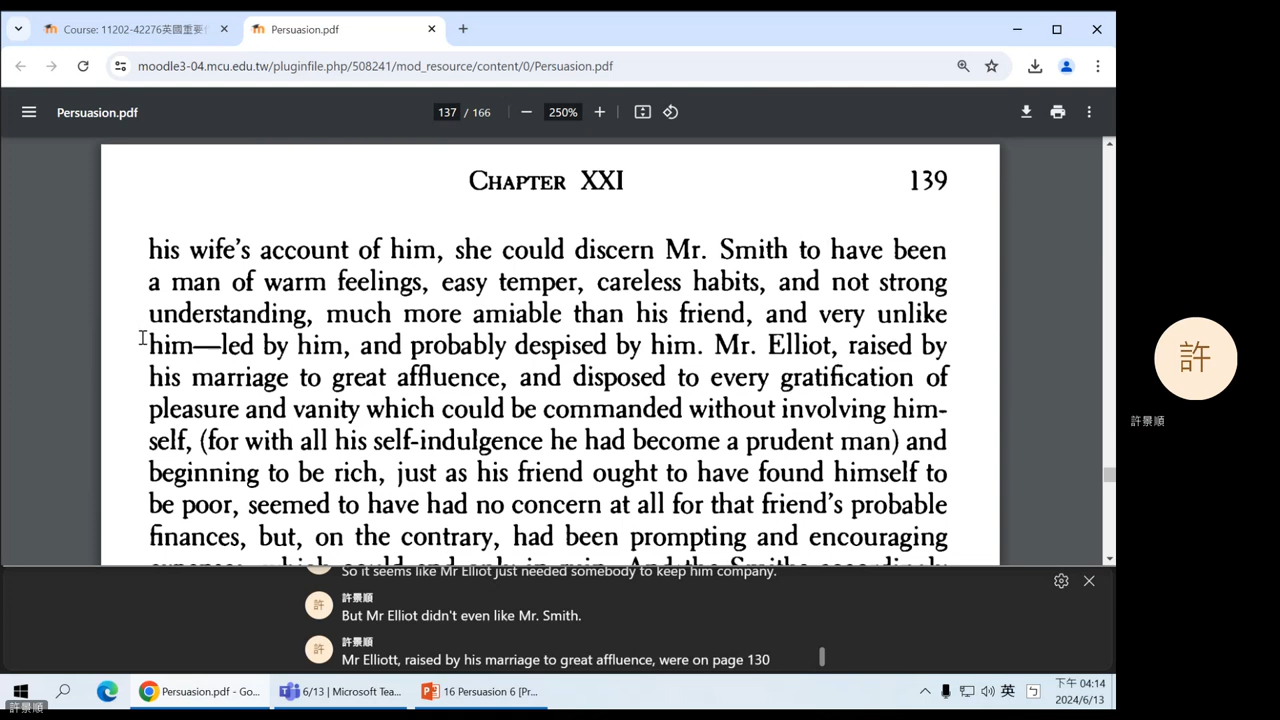 Course: 11202-42276英國重要
Persuasion.pdf
moodle3-04.mcu.edu.tw/pluginfile.php/508241/mod_resource/content/0/Persuasion.pdf
Persuasion.pdf
137 / 166
250%
CHAPTER XXI
139
his wife's account of him, she could discern Mr. Smith to have been
a man of warm feelings, easy temper, careless habits, and not strong
understanding, much more amiable than his friend, and very unlike
him—led by him, and probably despised by him. Mr. Elliot, raised by
his marriage to great affluence, and disposed to every gratification of
pleasure and vanity which could be commanded without involving him-
self, (for with all his self-indulgence he had become a prudent man) and
beginning to be rich, just as his friend ought to have found himself to
be poor, seemed to have had no concern at all for that friend's probable
finances, but, on the contrary, had been prompting and encouraging
So it seems like Mr Elliot just needed somebody to keep him company.
許
許景順
But Mr Elliot didn't even like Mr. Smith.
許
許景順
Mr Elliott, raised by his marriage to great affluence, were on page 130
許
許景順
Persuasion.pdf - Go...
6/13 | Microsoft Tea...
16 Persuasion 6 [Pr...
英
下午 04:14
2024/6/13
許景順